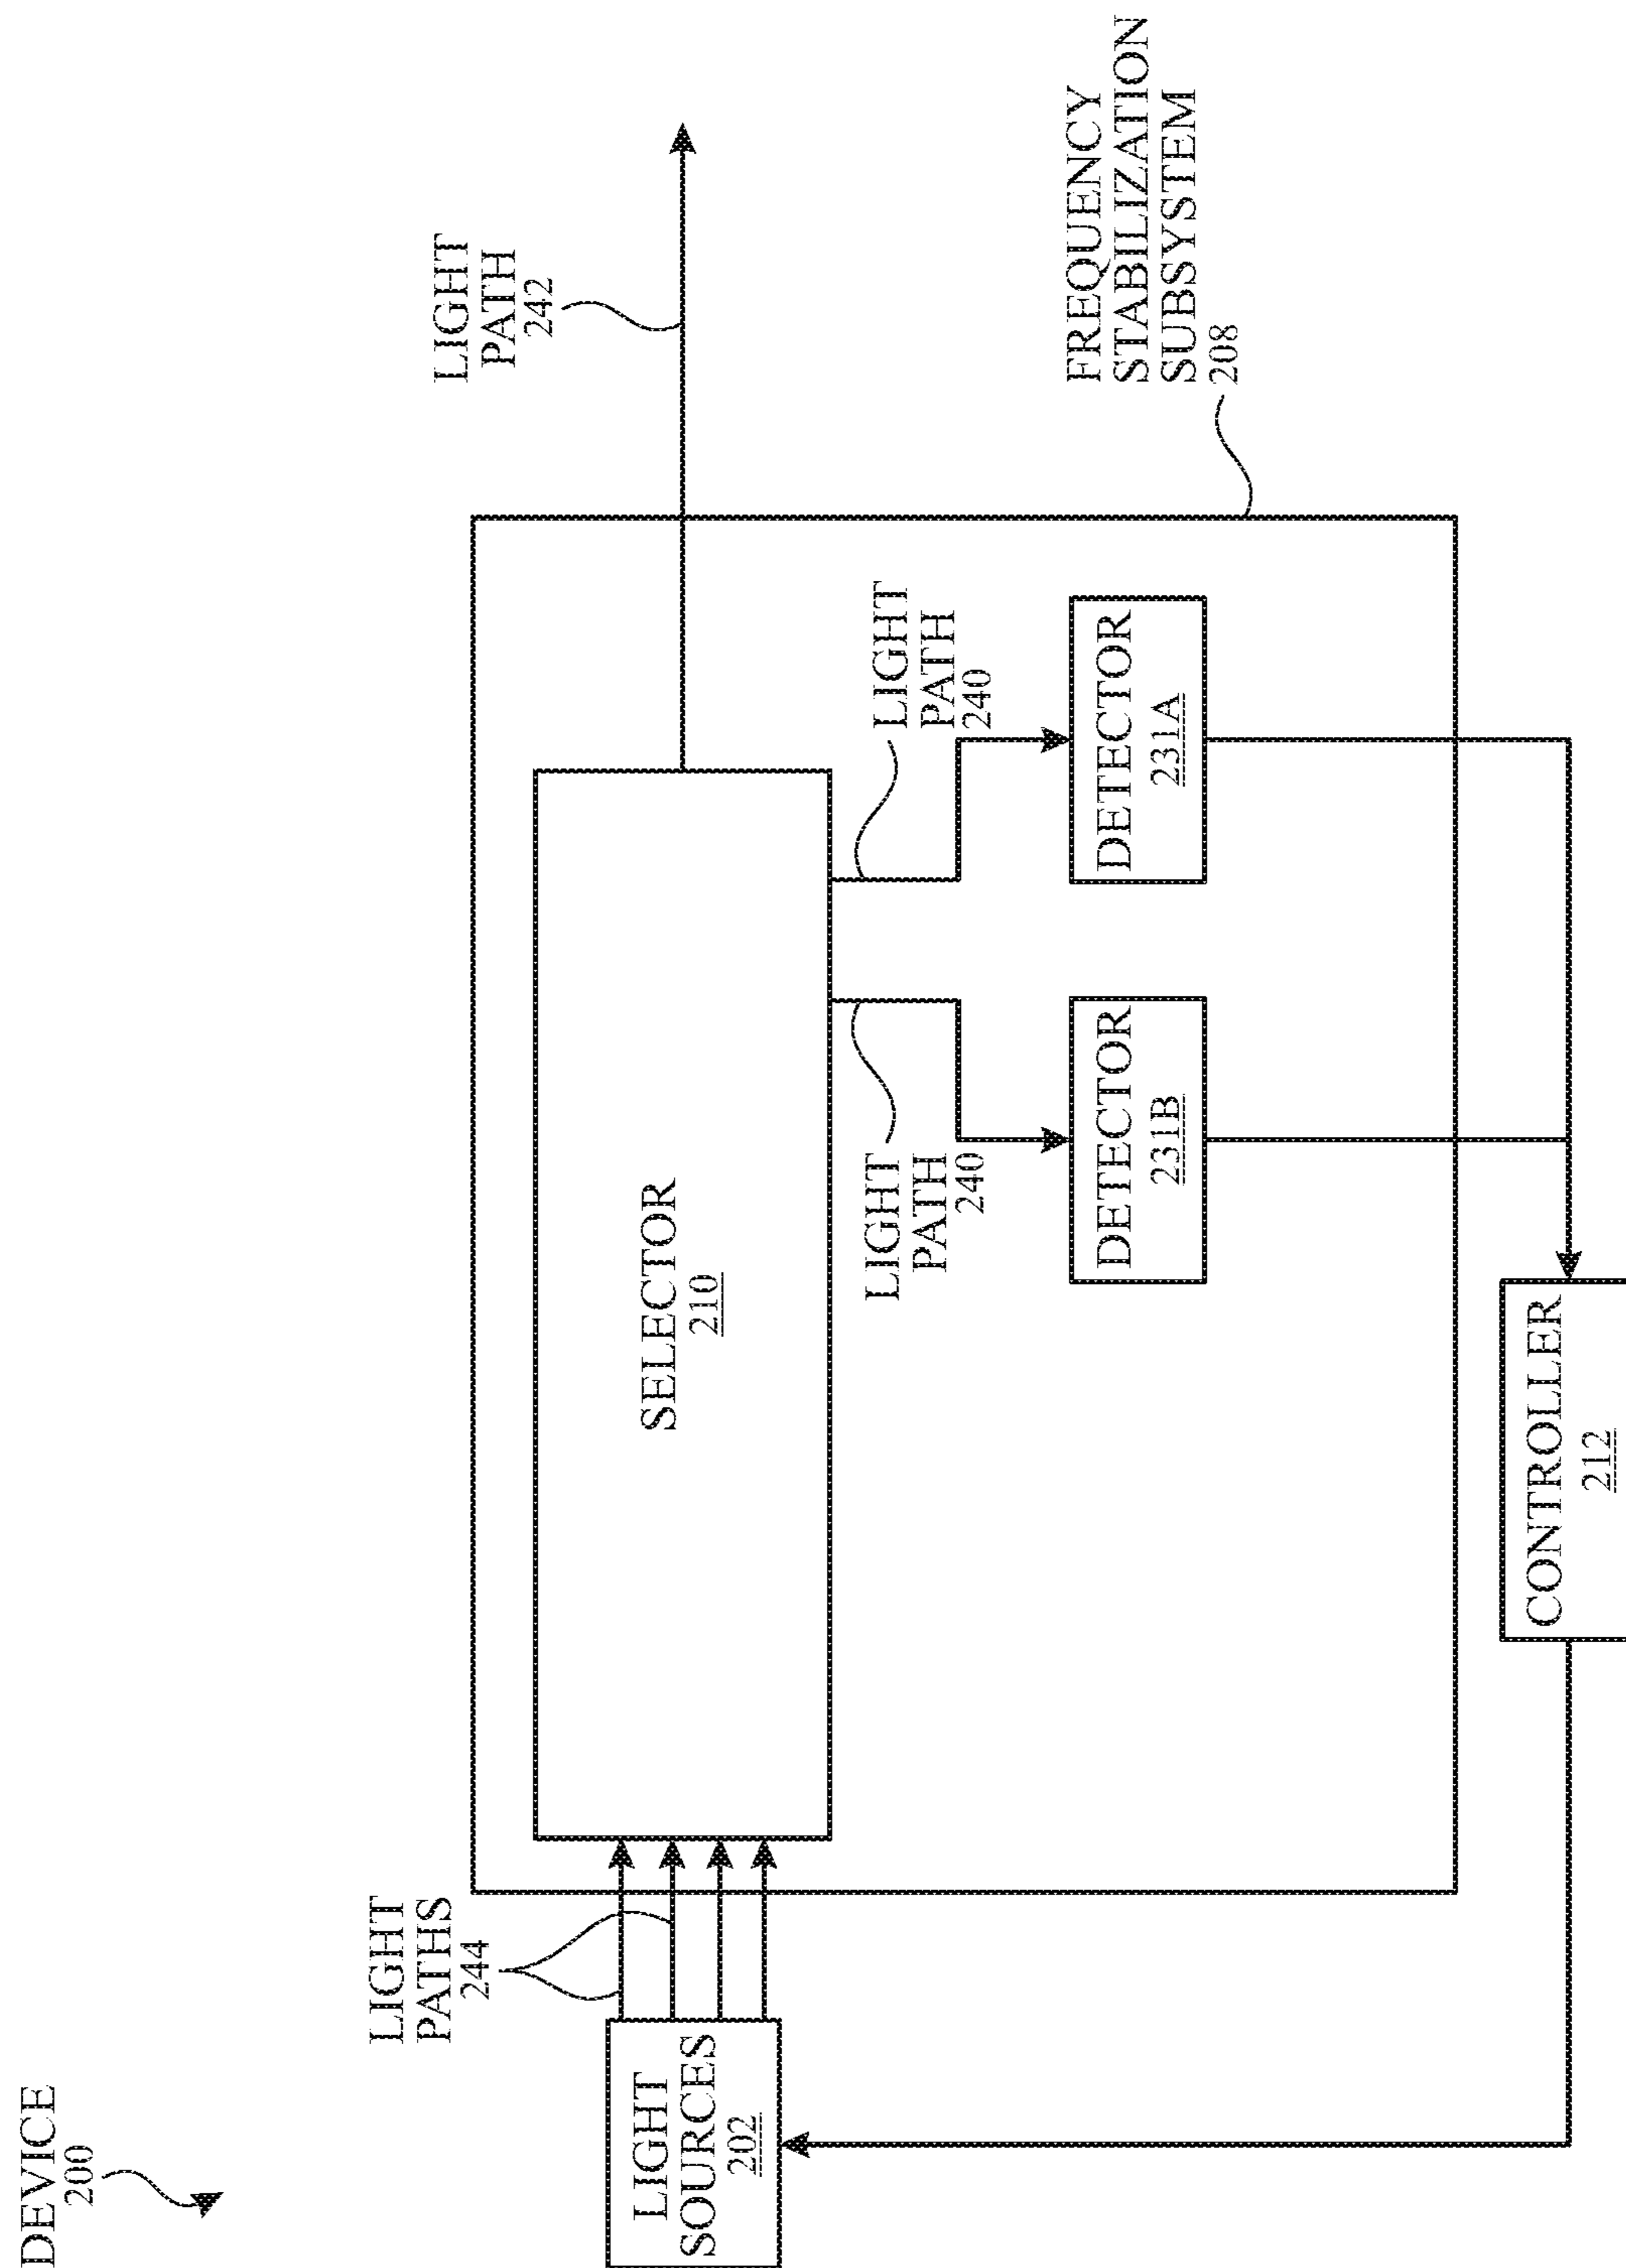 DEVICE
200
LIGHT
PATHS
244
LIGHT
PATH
242
LIGHT
SOURCES
202
SELECTOR
210
LIGHT
PATH
240
LIGHT
PATH
240
DETECTOR
231B
DETECTOR
231A
FREQUENCY
STABILIZATION
SUBSYSTEM
208
CONTROLLER
212